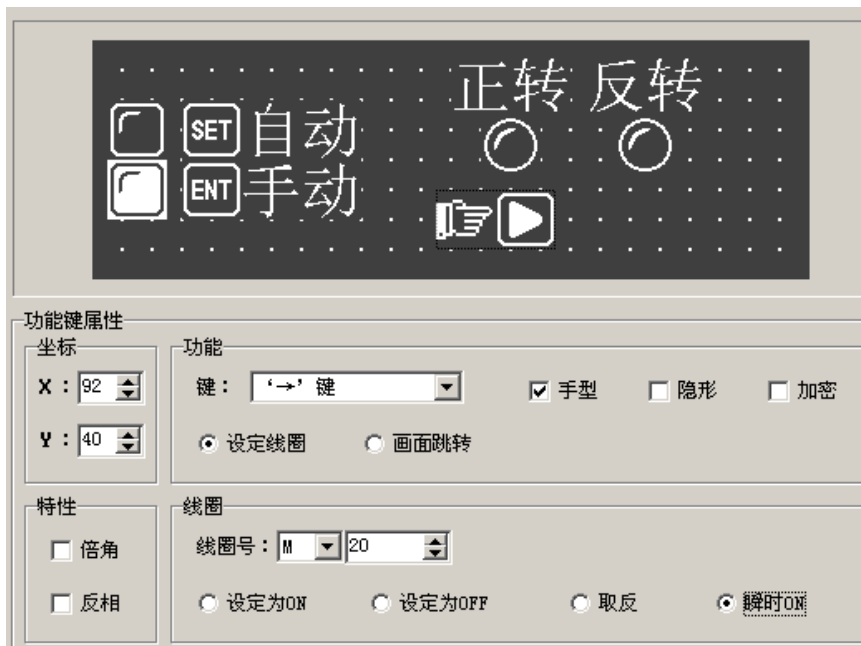 正转 反转
SET 自动
ENT 手动
功能键属性
坐标
X：92
Y：40
功能
键： ‘→’ 键
手型
隐形
加密
设定线圈
画面跳转
特性
倍角
反相
线圈
线圈号：M 20
设定为ON
设定为OFF
取反
瞬时ON